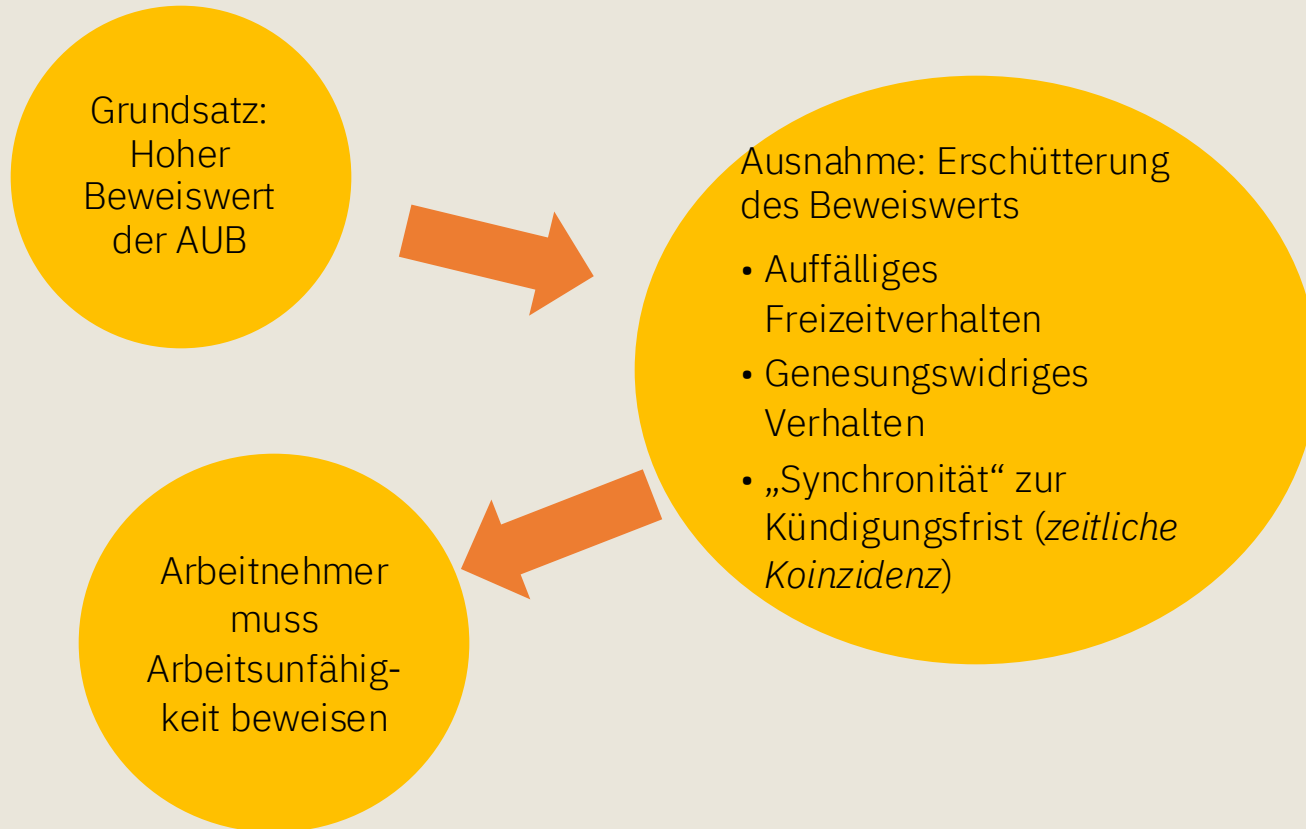 Grundsatz:
Hoher
Beweiswert
der AUB
Ausnahme: Erschütterung
des Beweiswerts
• Auffälliges
Freizeitverhalten
• Genesungswidriges
Verhalten
• „Synchronität“ zur
Kündigungsfrist (zeitliche
Koinzidenz)
Arbeitnehmer
muss
Arbeitsunfähig-
keit beweisen